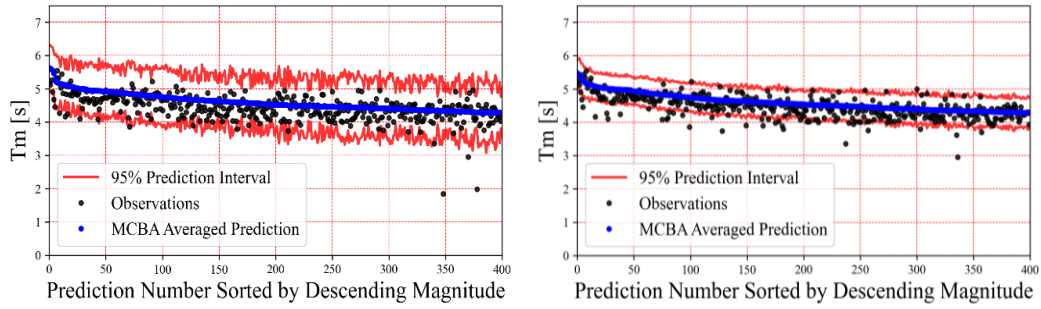 7
6
5
4
3
2
1
0
Tm [s]
95% Prediction Interval
Observations
MCBA Averaged Prediction
0 50 100 150 200 250 300 350 400
Prediction Number Sorted by Descending Magnitude
7
6
5
4
3
2
1
0
Tm [s]
95% Prediction Interval
Observations
MCBA Averaged Prediction
0 50 100 150 200 250 300 350 400
Prediction Number Sorted by Descending Magnitude